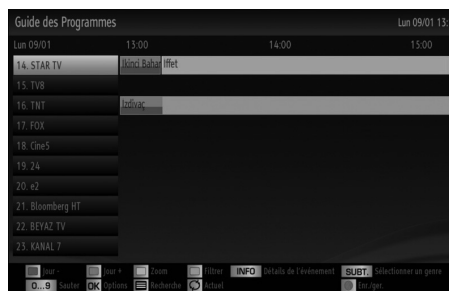 Guide des Programmes Lun 09/01 13:
Lun 09/01 13:00 14:00 15:00
14. STAR TV İkinci Bahar Iffet
15. TV8
16. TNT Izdivaç
17. FOX
18. Cine5
19. 24
20. e2
21. Bloomberg HT
22. BEYAZ TV
23. KANAL 7
Jour - Jour + Zoom Filtrer INFO Détails de l'événement SUBT. Sélectionner un genre
0...9 Sauter OK Options Recherche Actuel Enr./ger.